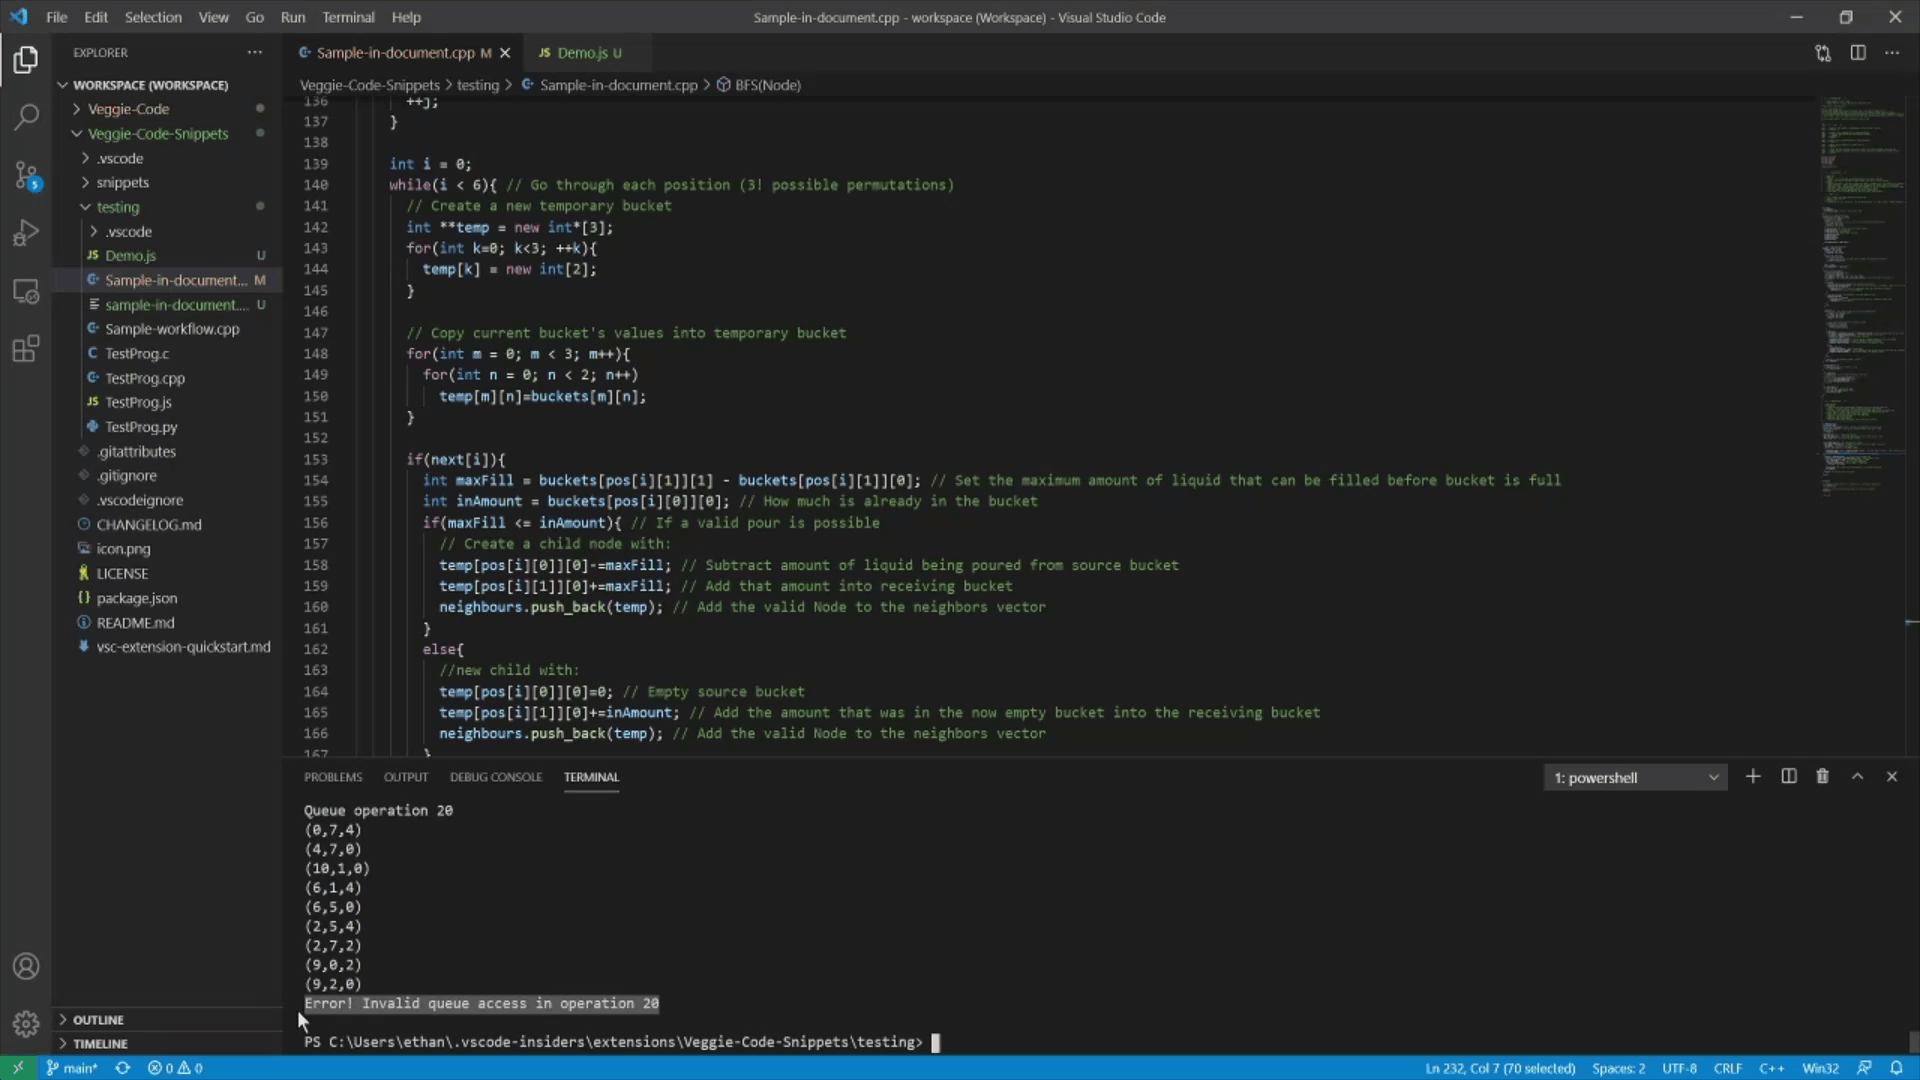 File Edit Selection View Go Run Terminal Help
Sample-in-document.cpp - workspace (Workspace) - Visual Studio Code
EXPLORER
WORKSPACE (WORKSPACE)
Veggie-Code
Veggie-Code-Snippets
.vscode
snippets
testing
.vscode
Demo.js U
Sample-in-document... M
sample-in-document.... U
Sample-workflow.cpp
TestProg.c
TestProg.cpp
TestProg.js
TestProg.py
.gitattributes
.gitignore
.vscodeignore
CHANGELOG.md
icon.png
LICENSE
package.json
README.md
vsc-extension-quickstart.md
OUTLINE
TIMELINE
5
Sample-in-document.cpp M
JS Demo.js U
Veggie-Code-Snippets > testing > Sample-in-document.cpp > BFS(Node)
136 ++j;
137 }
138
139 int i = 0;
140 while(i < 6){ // Go through each position (3! possible permutations)
141 // Create a new temporary bucket
142 int **temp = new int*[3];
143 for(int k=0; k<3; ++k){
144 temp[k] = new int[2];
145 }
146
147 // Copy current bucket's values into temporary bucket
148 for(int m = 0; m < 3; m++){
149 for(int n = 0; n < 2; n++)
150 temp[m][n]=buckets[m][n];
151 }
152
153 if(next[i]){
154 int maxFill = buckets[pos[i][1]][1] - buckets[pos[i][1]][0]; // Set the maximum amount of liquid that can be filled before bucket is full
155 int inAmount = buckets[pos[i][0]][0]; // How much is already in the bucket
156 if(maxFill <= inAmount){ // If a valid pour is possible
157 // Create a child node with:
158 temp[pos[i][0]][0]-=maxFill; // Subtract amount of liquid being poured from source bucket
159 temp[pos[i][1]][0]+=maxFill; // Add that amount into receiving bucket
160 neighbours.push_back(temp); // Add the valid Node to the neighbors vector
161 }
162 else{
163 //new child with:
164 temp[pos[i][0]][0]=0; // Empty source bucket
165 temp[pos[i][1]][0]+=inAmount; // Add the amount that was in the now empty bucket into the receiving bucket
166 neighbours.push_back(temp); // Add the valid Node to the neighbors vector
167 }
PROBLEMS OUTPUT DEBUG CONSOLE TERMINAL
1: powershell
Queue operation 20
(0,7,4)
(4,7,0)
(10,1,0)
(6,1,4)
(6,5,0)
(2,5,4)
(2,7,2)
(9,0,2)
(9,2,0)
Error! Invalid queue access in operation 20
PS C:\Users\ethan\.vscode-insiders\extensions\Veggie-Code-Snippets\testing>
main* 0 0
Ln 232, Col 7 (70 selected) Spaces: 2 UTF-8 CRLF C++ Win32